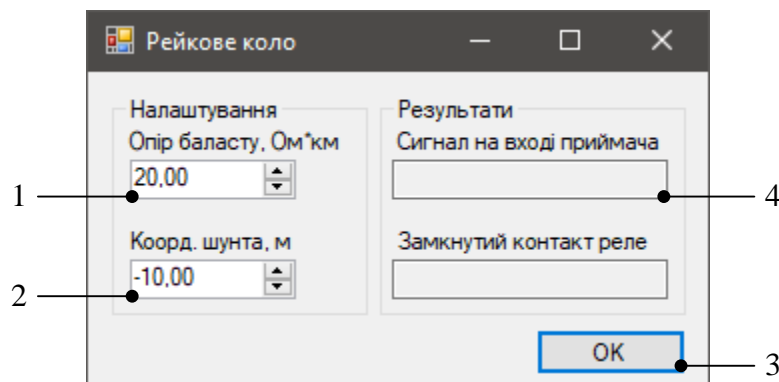 Рейкове коло
Налаштування
Результати
Опір баласту, Ом*км
Сигнал на вході приймача
20,00
1
4
Коорд. шунта, м
Замкнутий контакт реле
-10,00
2
OK
3